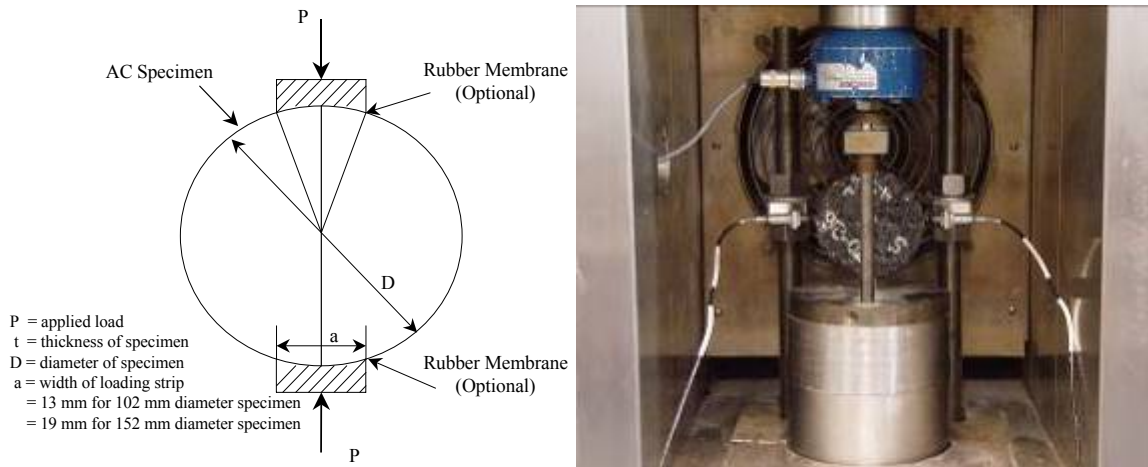 P
AC Specimen
Rubber Membrane
(Optional)
D
a
P = applied load
t = thickness of specimen
D = diameter of specimen
a = width of loading strip
= 13 mm for 102 mm diameter specimen
= 19 mm for 152 mm diameter specimen
Rubber Membrane
(Optional)
P